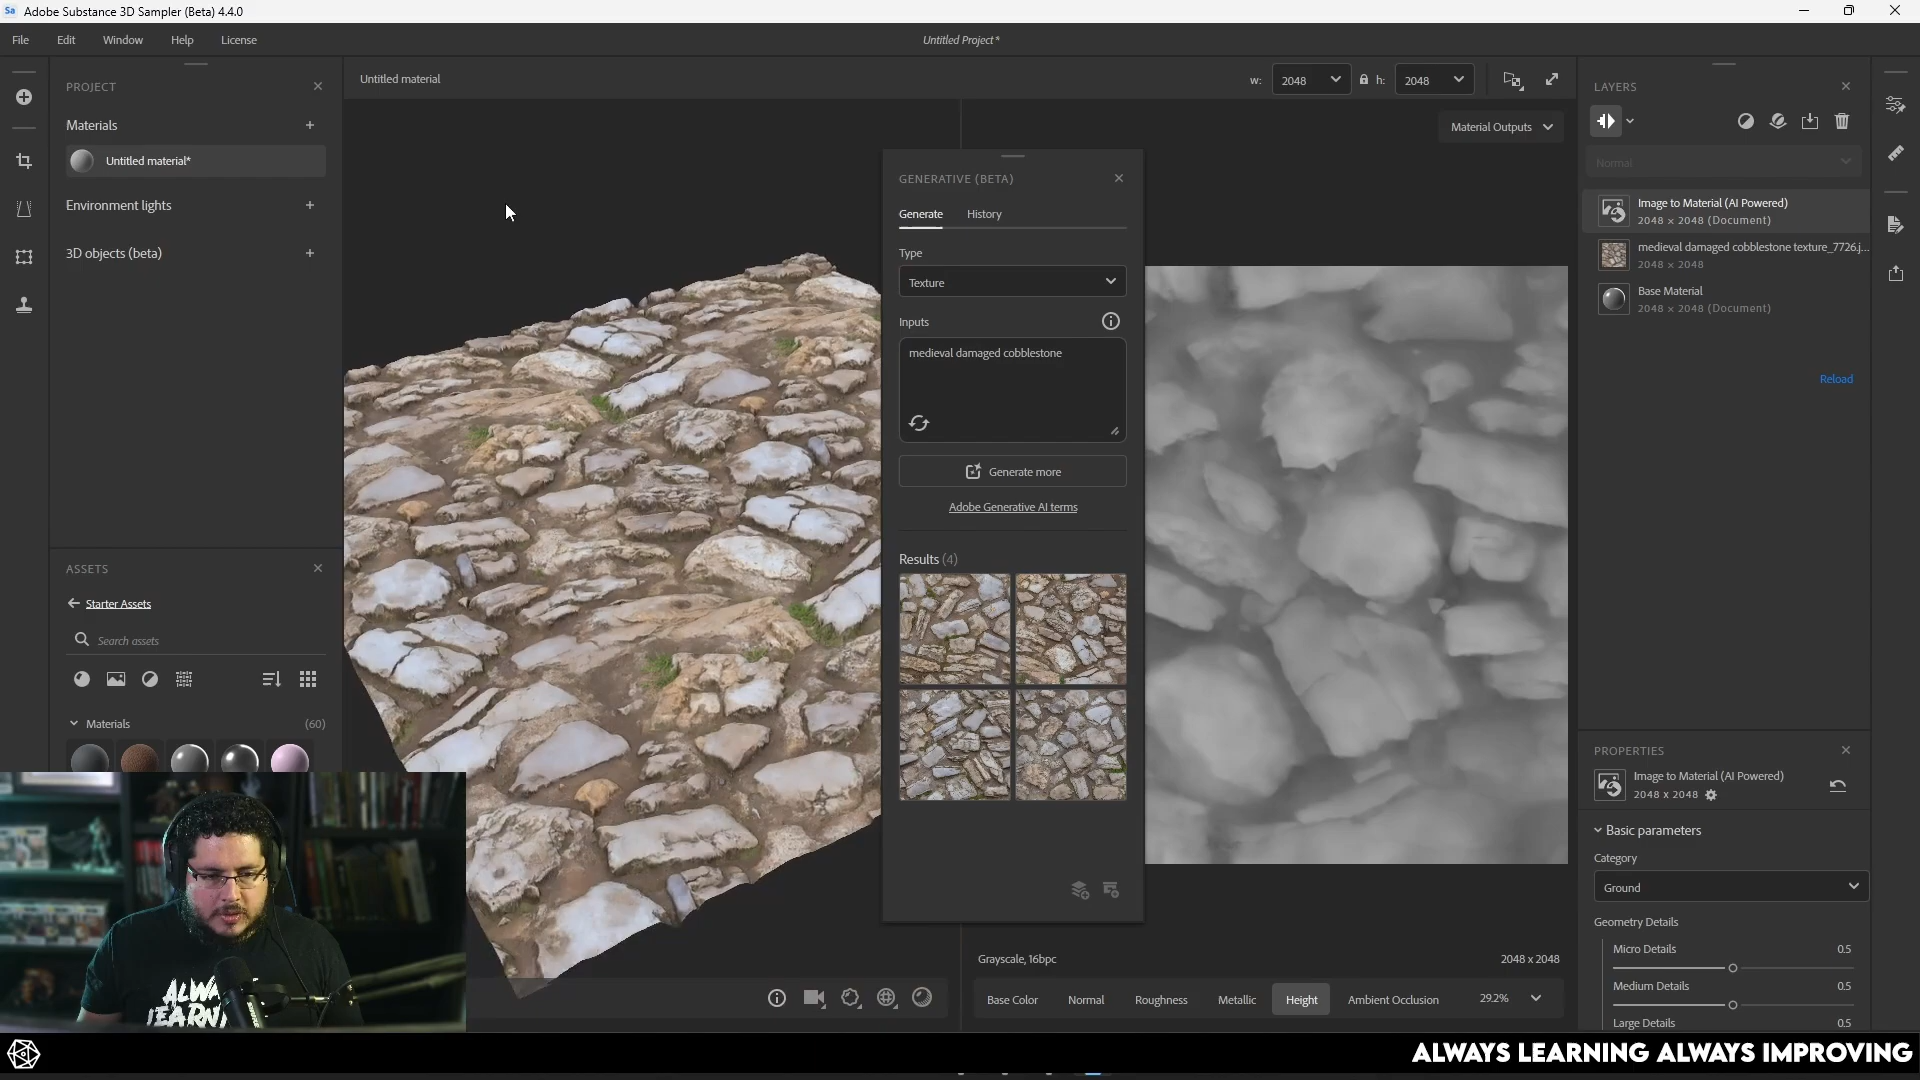 Sa Adobe Substance 3D Sampler (Beta) 4.4.0
File Edit Window Help License
Untitled Project*
PROJECT
Materials
Untitled material*
Environment lights
3D objects (beta)
ASSETS
Starter Assets
Search assets
Materials (60)
Untitled material
w: 2048 h: 2048
Material Outputs
GENERATIVE (BETA)
Generate History
Type
Texture
Inputs
medieval damaged cobblestone
Generate more
Adobe Generative AI terms
Results (4)
Grayscale, 16bpc
2048 x 2048
Base Color Normal Roughness Metallic Height Ambient Occlusion 29.2%
LAYERS
Normal
Image to Material (AI Powered)
2048 x 2048 (Document)
medieval damaged cobblestone texture_7726.j...
2048 x 2048
Base Material
2048 x 2048 (Document)
Reload
PROPERTIES
Image to Material (AI Powered)
2048 x 2048
Basic parameters
Category
Ground
Geometry Details
Micro Details 0.5
Medium Details 0.5
Large Details 0.5
ALWAYS LEARNING ALWAYS IMPROVING